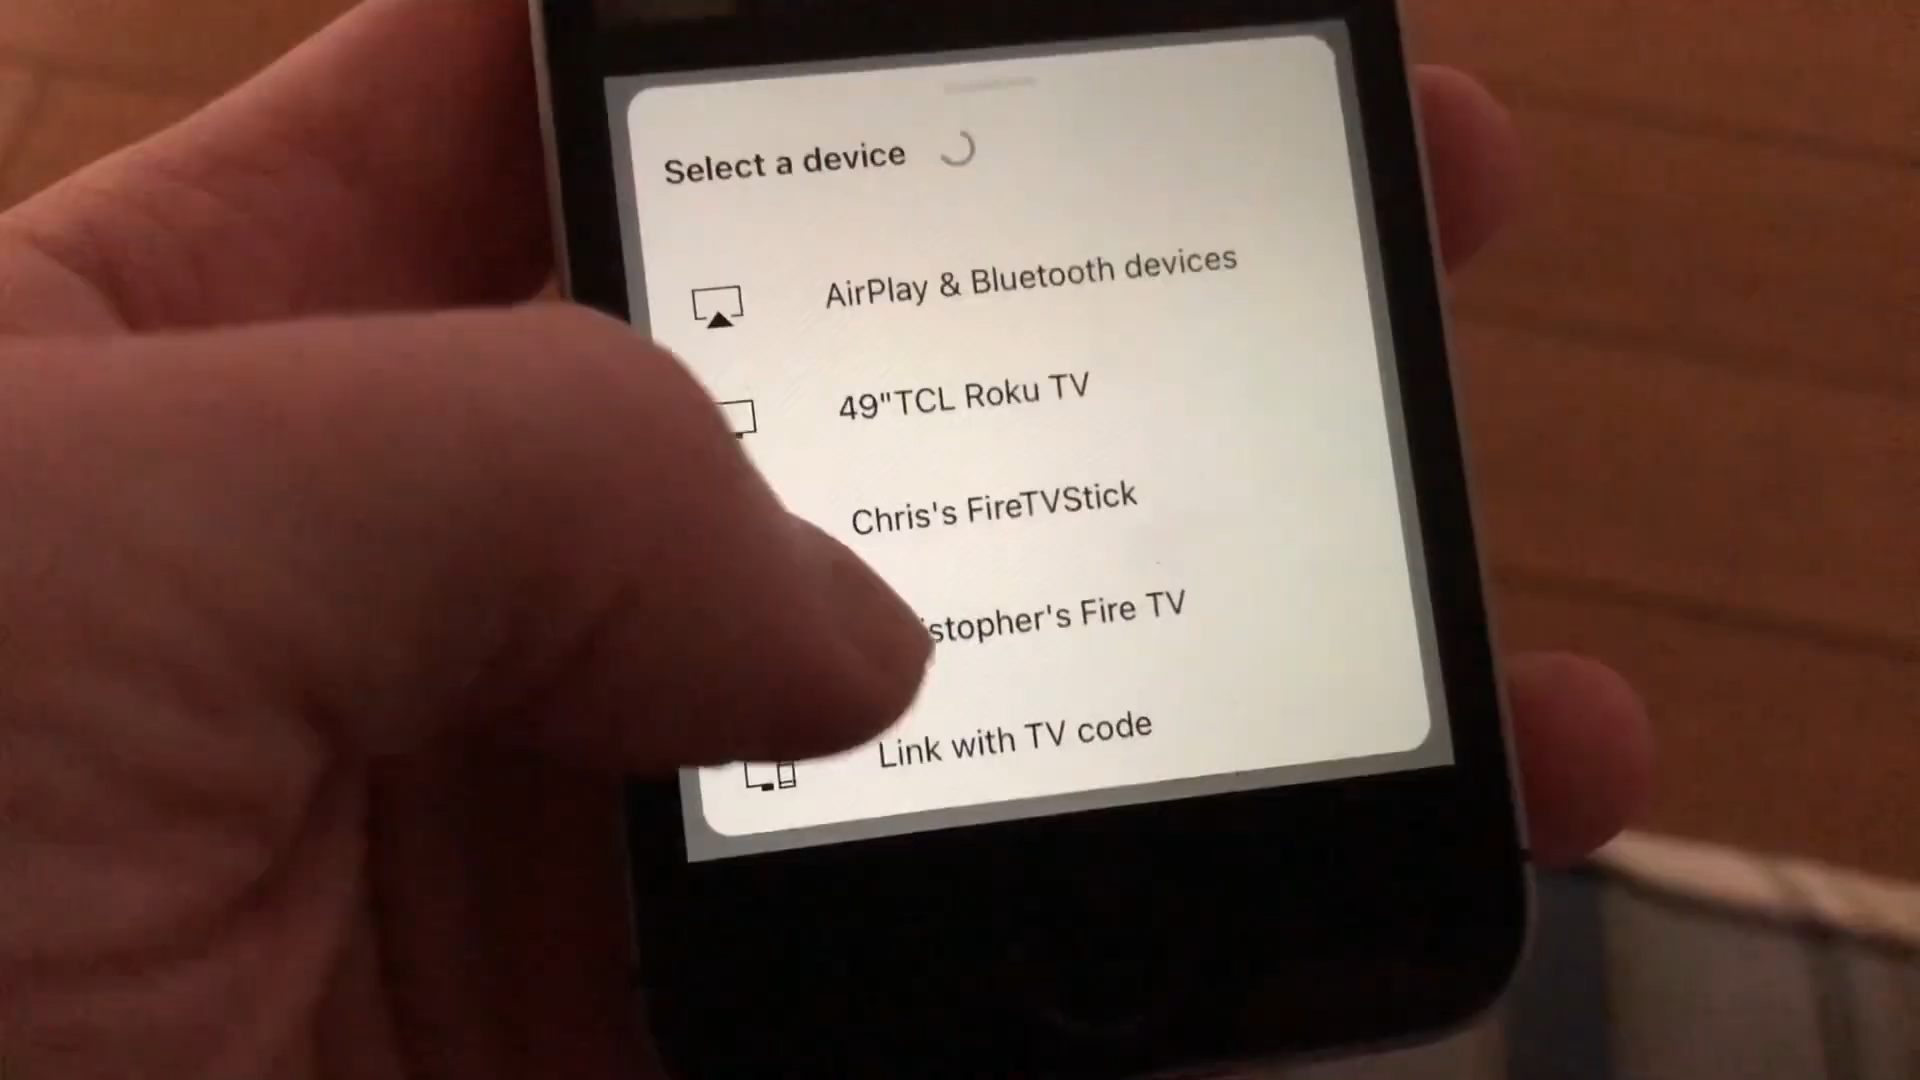 Select a device
AirPlay & Bluetooth devices
49"TCL Roku TV
Chris's FireTVStick
istopher's Fire TV
Link with TV code